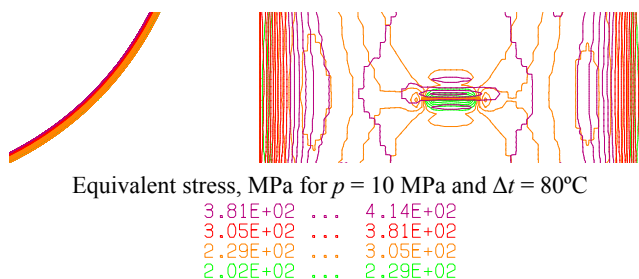 Equivalent stress, MPa for p = 10 MPa and Δt = 80ºC
3.81E+02 ... 4.14E+02
3.05E+02 ... 3.81E+02
2.29E+02 ... 3.05E+02
2.02E+02 ... 2.29E+02